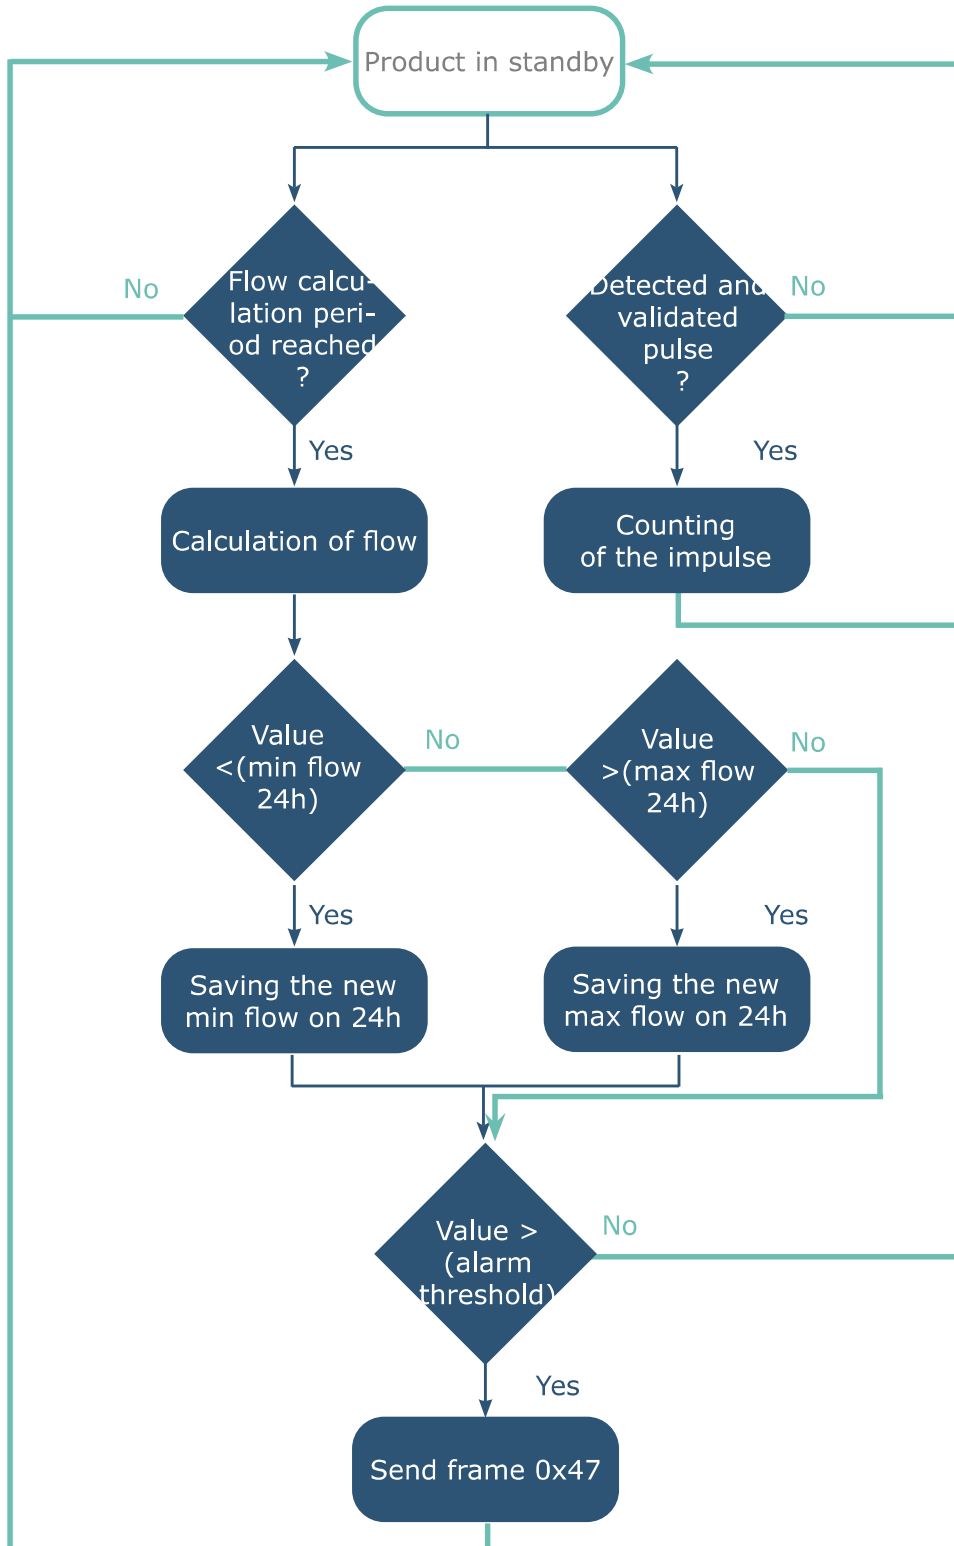 Product in standby
No
Flow calcu-
lation peri-
od reached
?
Detected and
validated
pulse
?
No
Yes
Yes
Calculation of flow
Counting
of the impulse
Value
<(min flow
24h)
No
Value
>(max flow
24h)
No
Yes
Yes
Saving the new
min flow on 24h
Saving the new
max flow on 24h
Value >
(alarm
threshold)
No
Yes
Send frame 0x47